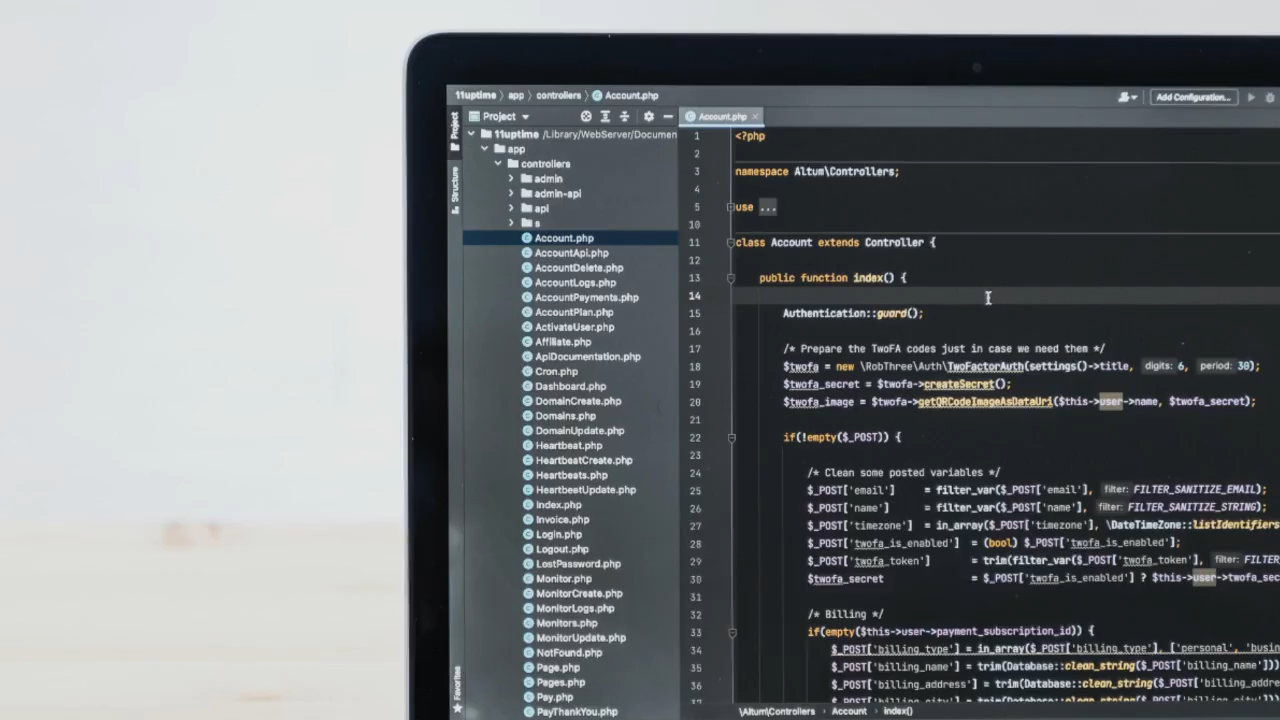 11uptime 〉 app 〉 controllers 〉 Account.php
Add Configuration...
Project
Structure
Favorites
Project
11uptime /Library/WebServer/Documen
app
controllers
admin
admin-api
api
s
Account.php
AccountApi.php
AccountDelete.php
AccountLogs.php
AccountPayments.php
AccountPlan.php
ActivateUser.php
Affiliate.php
ApiDocumentation.php
Cron.php
Dashboard.php
DomainCreate.php
Domains.php
DomainUpdate.php
Heartbeat.php
HeartbeatCreate.php
Heartbeats.php
HeartbeatUpdate.php
Index.php
Invoice.php
Login.php
Logout.php
LostPassword.php
Monitor.php
MonitorCreate.php
MonitorLogs.php
Monitors.php
MonitorUpdate.php
NotFound.php
Page.php
Pages.php
Pay.php
PayThankYou.php
Account.php ×
1 <?php
2
3 namespace Altum\Controllers;
4
5 use ...
10
11 class Account extends Controller {
12
13 public function index() {
14
15 Authentication::guard();
16
17 /* Prepare the TwoFA codes just in case we need them */
18 $twofa = new \RobThree\Auth\TwoFactorAuth(settings()->title, digits: 6, period: 30);
19 $twofa_secret = $twofa->createSecret();
20 $twofa_image = $twofa->getQRCodeImageAsDataUri($this->user->name, $twofa_secret);
21
22 if(!empty($_POST)) {
23
24 /* Clean some posted variables */
25 $_POST['email'] = filter_var($_POST['email'], filter: FILTER_SANITIZE_EMAIL);
26 $_POST['name'] = filter_var($_POST['name'], filter: FILTER_SANITIZE_STRING);
27 $_POST['timezone'] = in_array($_POST['timezone'], \DateTimeZone::listIdentifiers
28 $_POST['twofa_is_enabled'] = (bool) $_POST['twofa_is_enabled'];
29 $_POST['twofa_token'] = trim(filter_var($_POST['twofa_token'], filter: FILTER_
30 $twofa_secret = $_POST['twofa_is_enabled'] ? $this->user->twofa_sec
31
32 /* Billing */
33 if(empty($this->user->payment_subscription_id)) {
34 $_POST['billing_type'] = in_array($_POST['billing_type'], ['personal', 'busin
35 $_POST['billing_name'] = trim(Database::clean_string($_POST['billing_name']))
36 $_POST['billing_address'] = trim(Database::clean_string($_POST['billing_addre
\Altum\Controllers 〉 Account 〉 index()